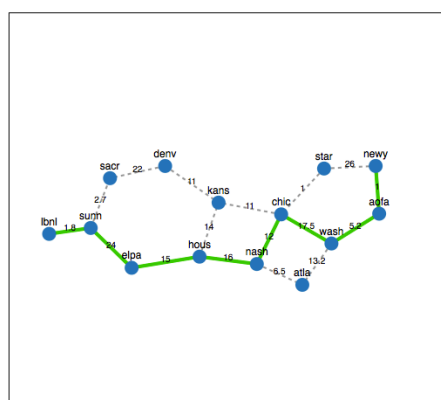 denv
star
newy
26
sacr
22
11
kans
1
1
2.7
lbnl
sunn
1.8
11
chic
aofa
14
17.5
5.2
24
hous
12
wash
elpa
15
16
nash
6.5
13.2
atla